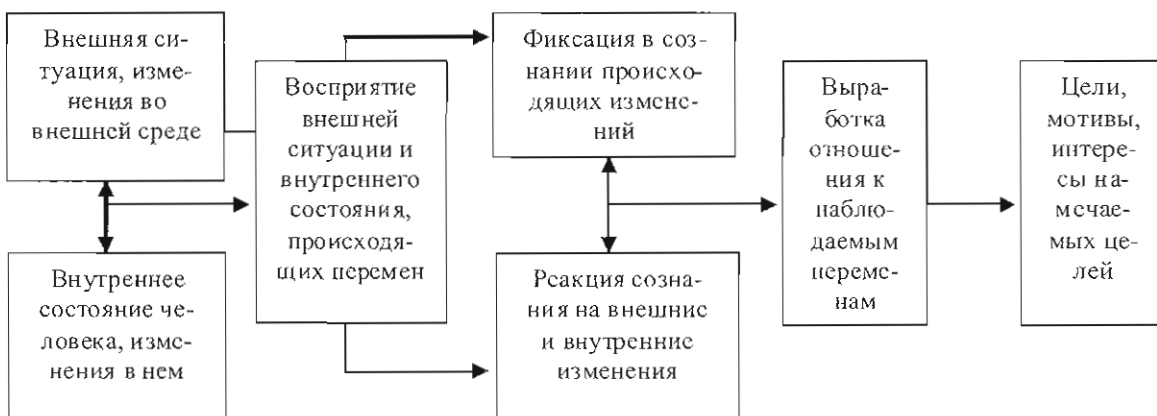 Внешняя си-
туация, изме-
нения во
внешней среде
Внутреннее
состояние че-
ловека, изме-
нения в нем
Восприятие
внешней
ситуации и
внутреннего
состояния,
происходя-
щих перемен
Фиксация в соз-
нании происхо-
дящих измене-
ний
Реакция созна-
ния на внешние
и внутренние
изменения
Выра-
ботка
отноше-
ния к
наблю-
даемым
переме-
нам
Цели,
мотивы,
интере-
сы на-
мечае-
мых це-
лей